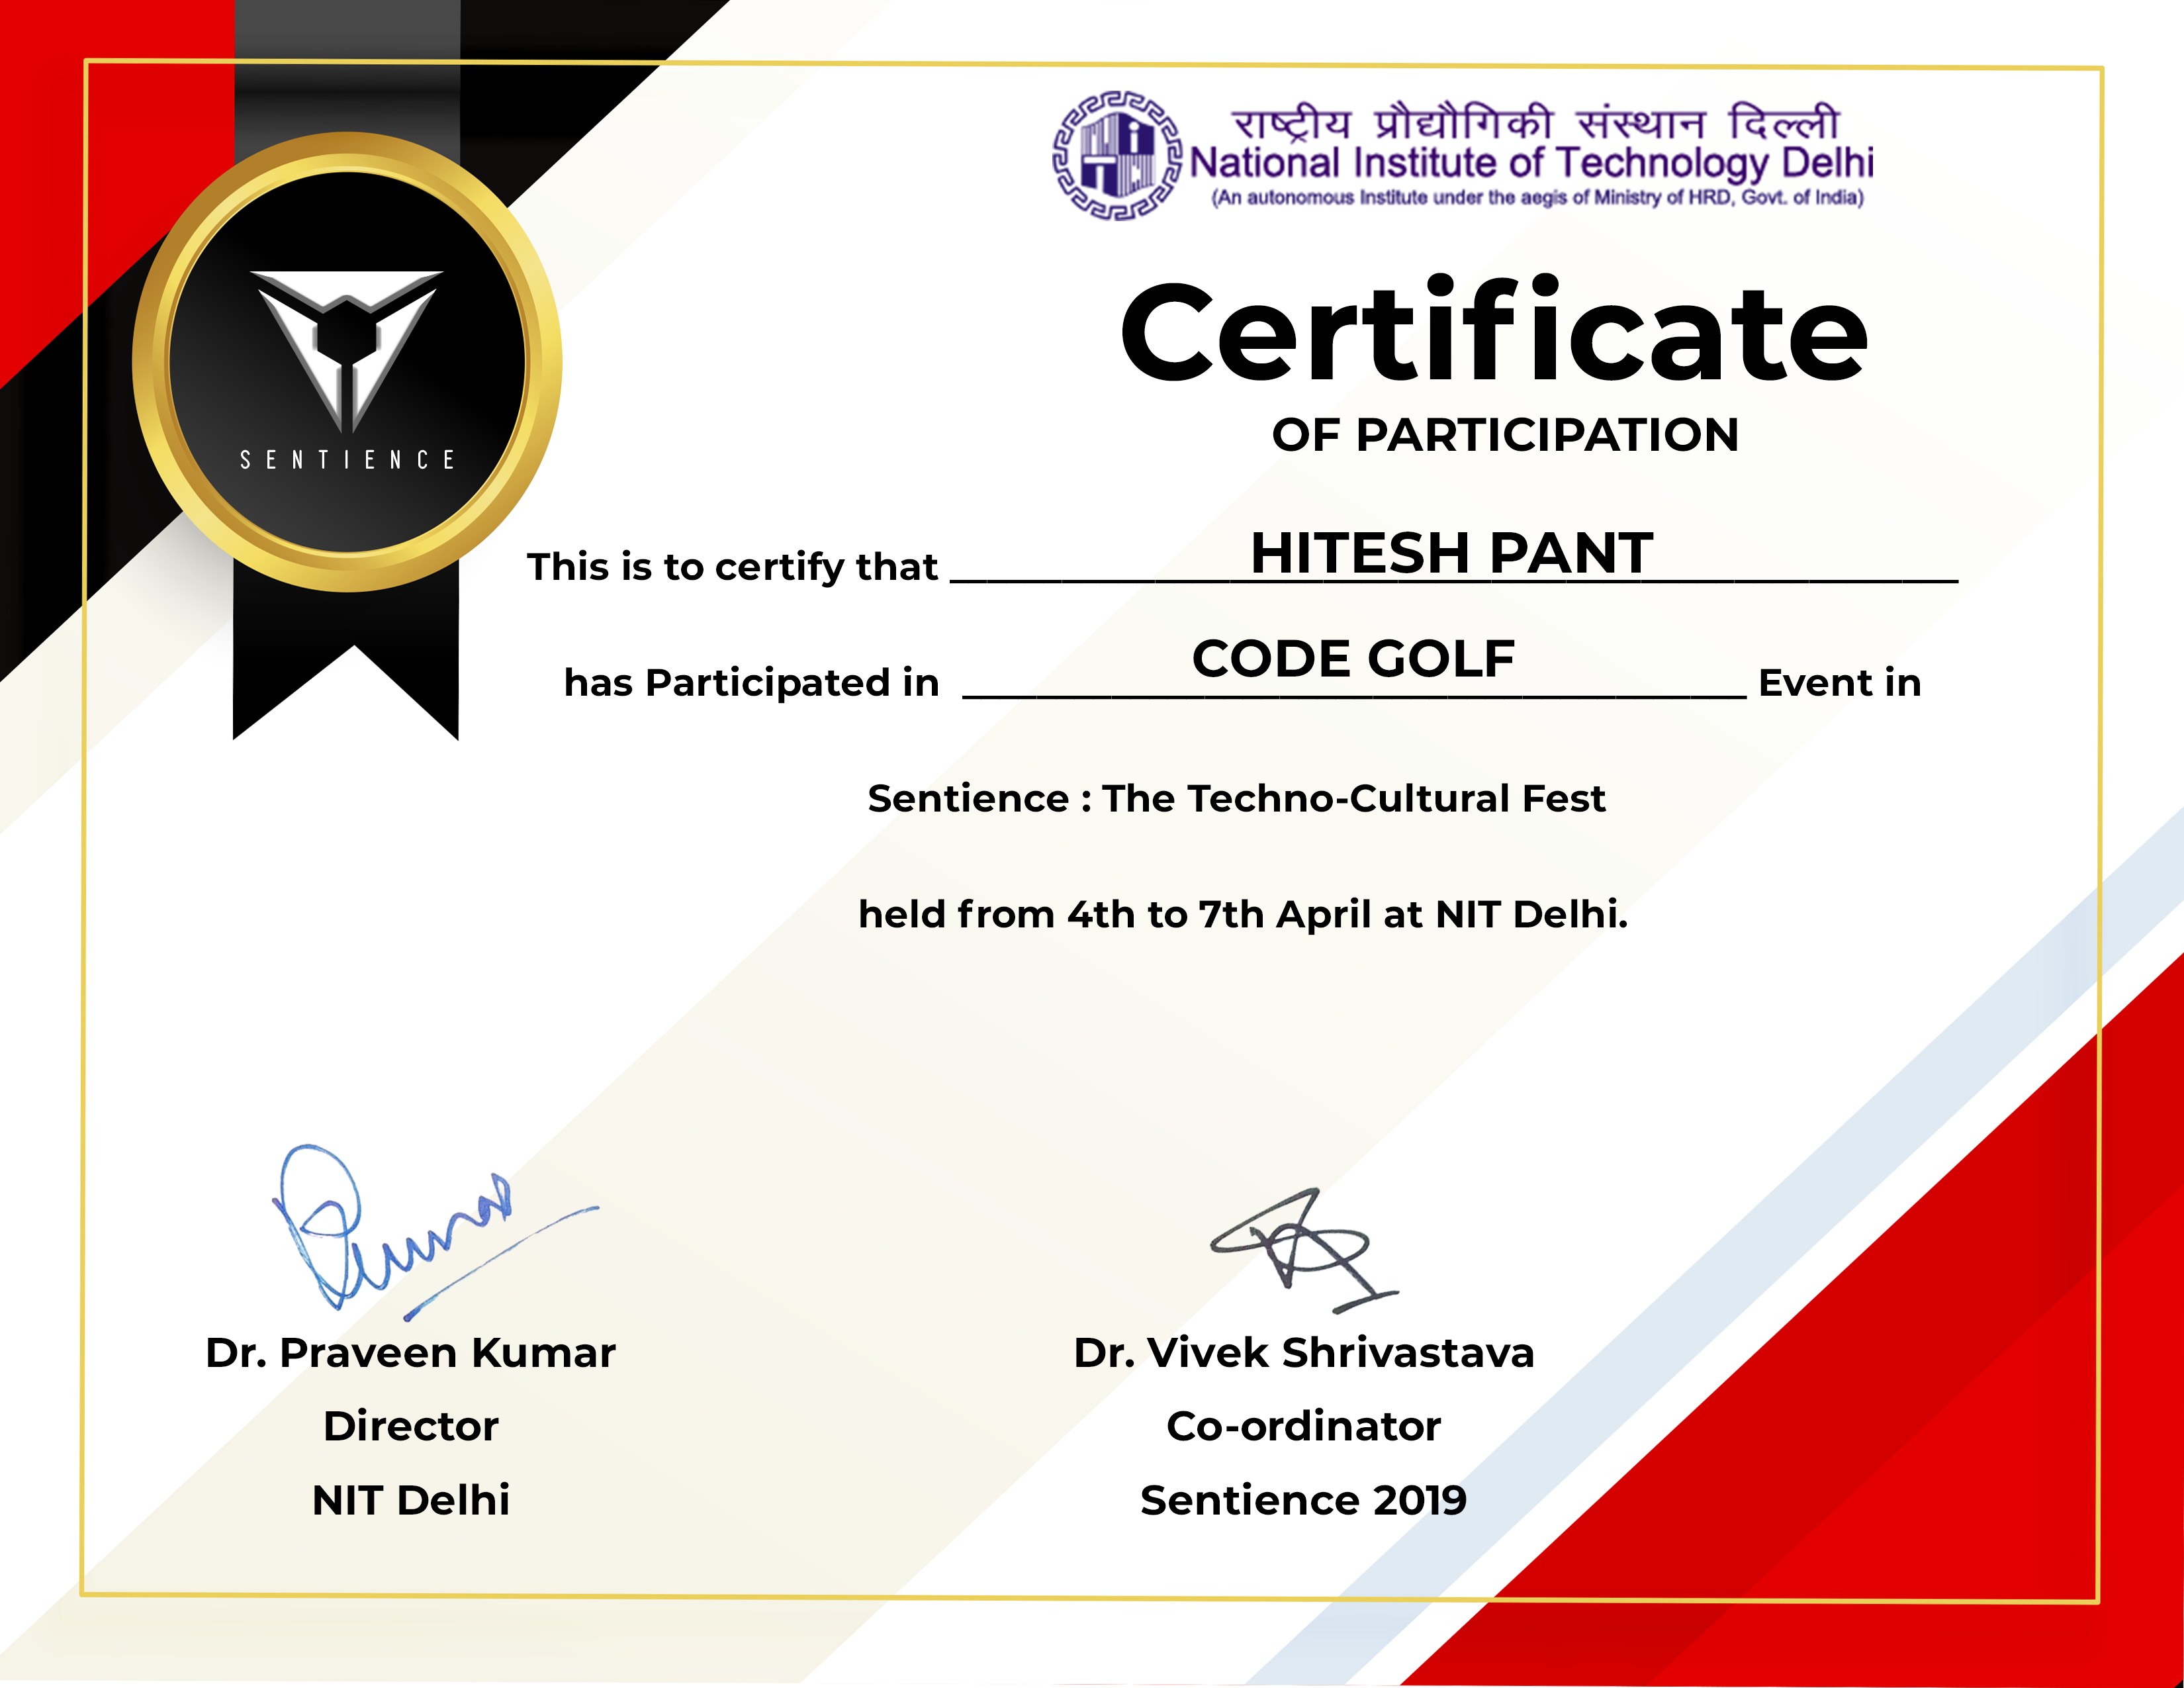 राष्ट्रीय प्रौद्योगिकी संस्थान दिल्ली
National Institute of Technology Delhi
(An autonomous Institute under the aegis of Ministry of HRD, Govt. of India)
Certificate
OF PARTICIPATION
SENTIENCE
This is to certify that HITESH PANT
has Participated in CODE GOLF Event in
Sentience : The Techno-Cultural Fest
held from 4th to 7th April at NIT Delhi.
Dr. Praveen Kumar
Director
NIT Delhi
Dr. Vivek Shrivastava
Co-ordinator
Sentience 2019